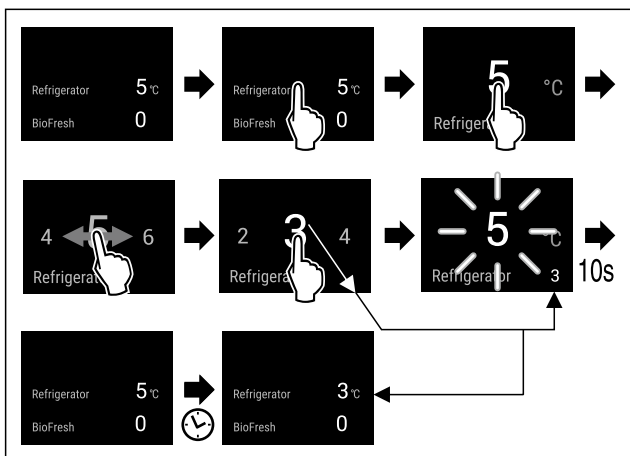 Refrigerator 5 °C
BioFresh 0
Refrigerator 5 °C
BioFresh 0
5 °C
Refriger
4 5 6
Refrigerat
2 3 4
Refrigera
5 °C
Refrigerator 3
10s
Refrigerator 5 °C
BioFresh 0
Refrigerator 3 °C
BioFresh 0